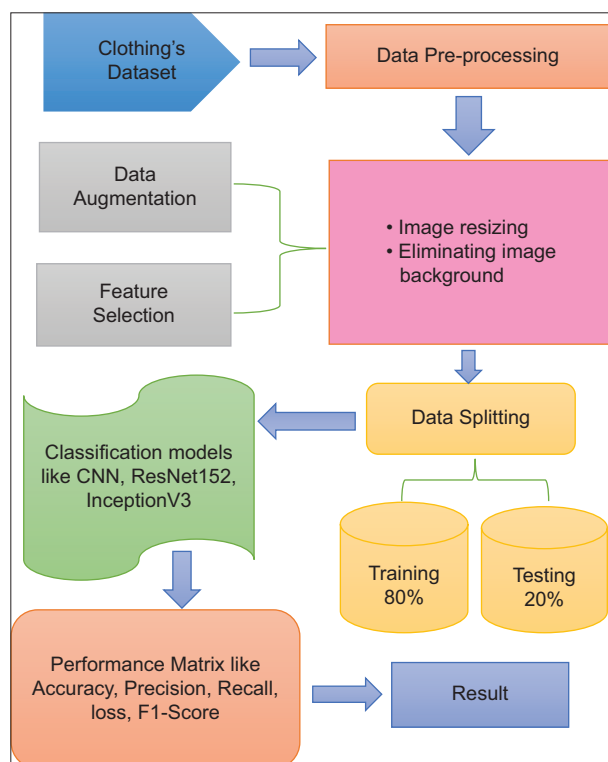 Clothing's
Dataset
Data Pre-processing
Data
Augmentation
• Image resizing
• Eliminating image
background
Feature
Selection
Data Splitting
Classification models
like CNN, ResNet152,
InceptionV3
Training
80%
Testing
20%
Performance Matrix like
Accuracy, Precision, Recall,
loss, F1-Score
Result